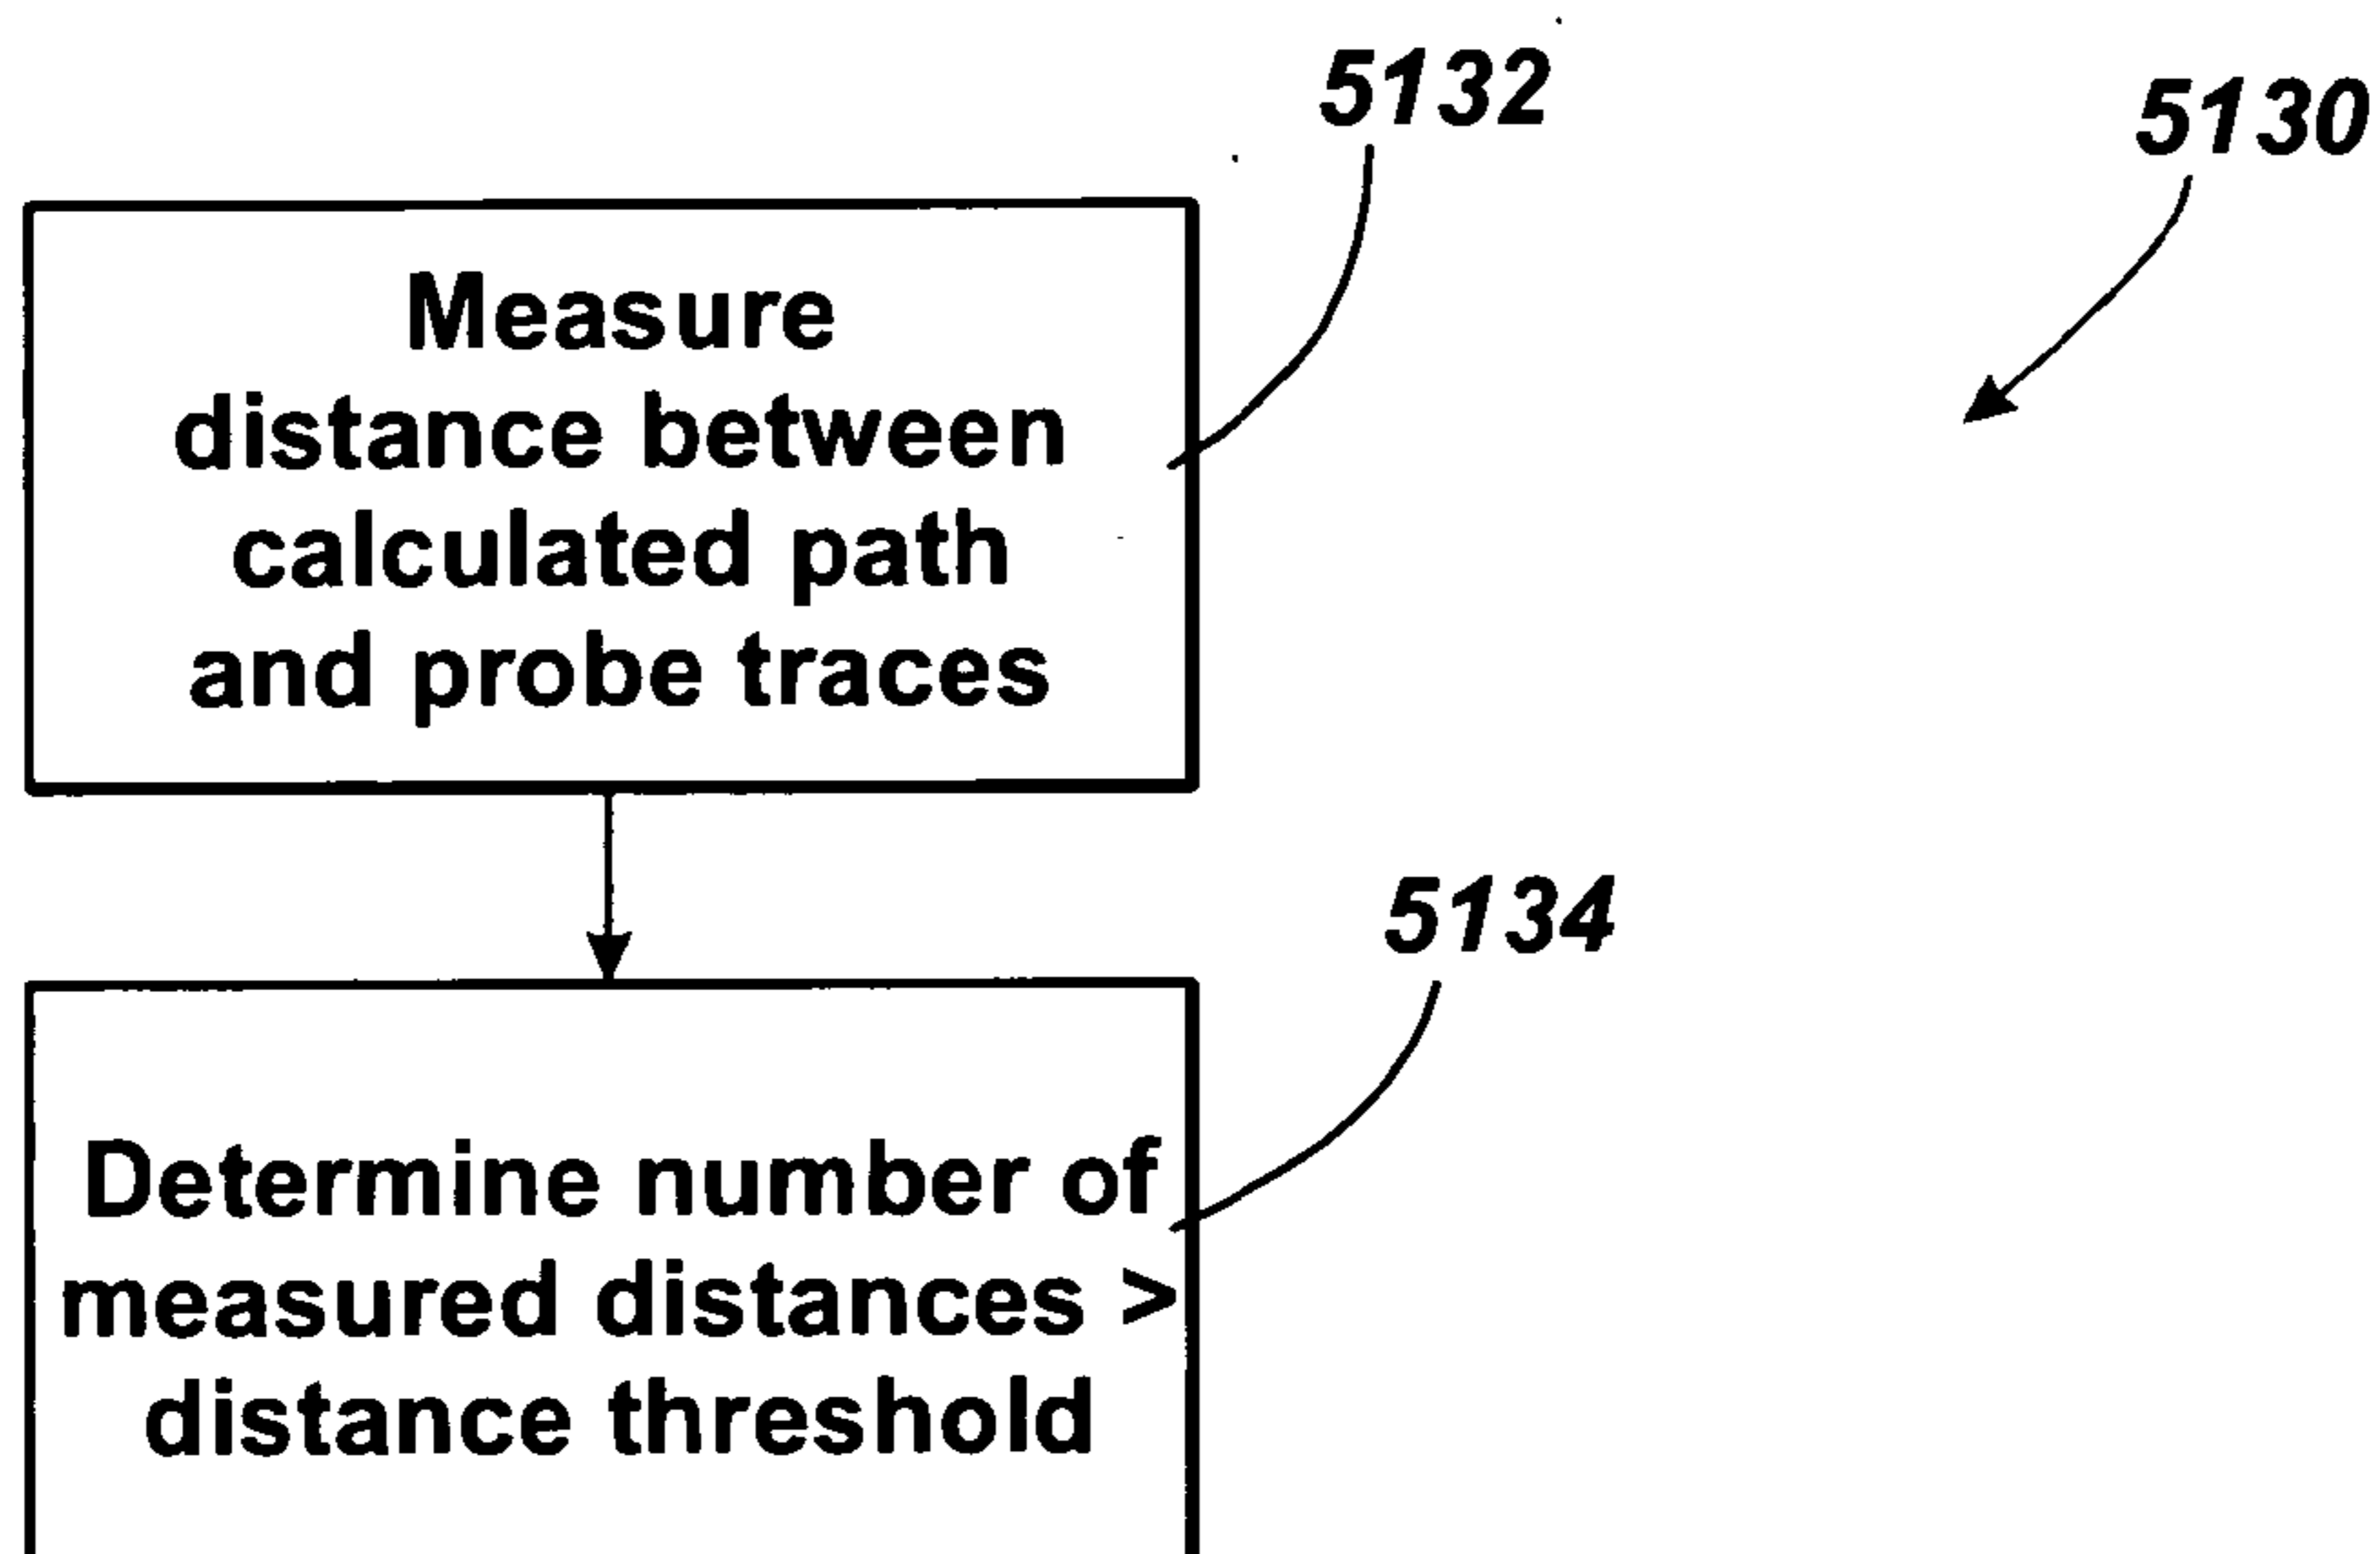 5132
5130
Measure
distance between
calculated path
and probe traces
5134
Determine number of
measured distances >
distance threshold